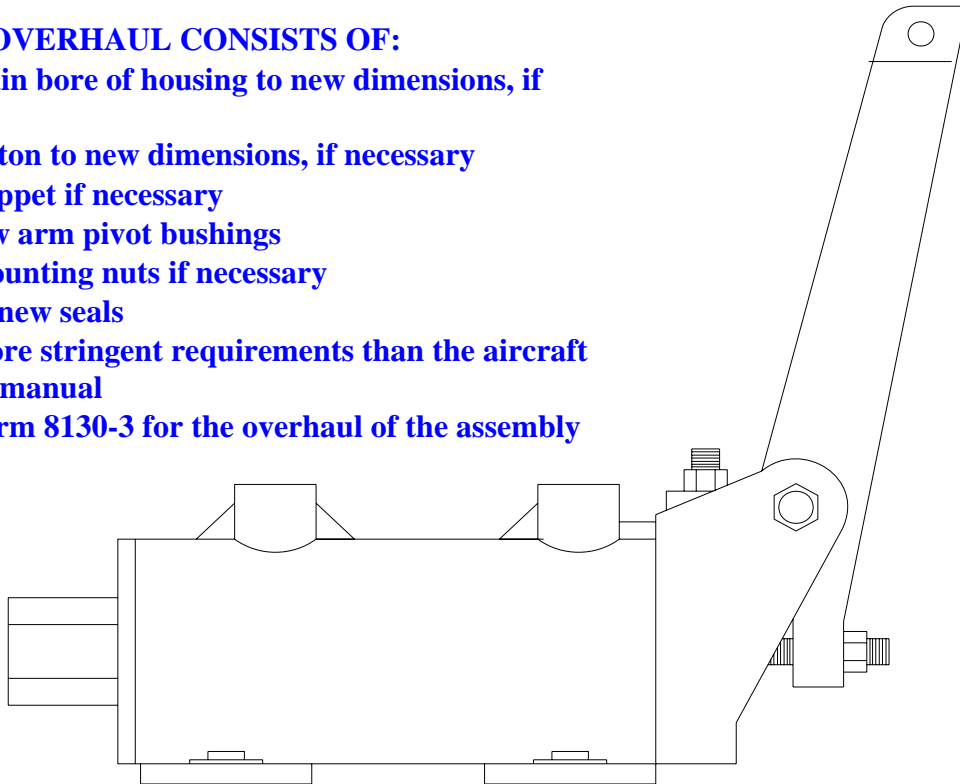 OVERHAUL CONSISTS OF:
in bore of housing to new dimensions, if
ton to new dimensions, if necessary
ppet if necessary
arm pivot bushings
ounting nuts if necessary
new seals
ore stringent requirements than the aircraft
manual
rm 8130-3 for the overhaul of the assembly